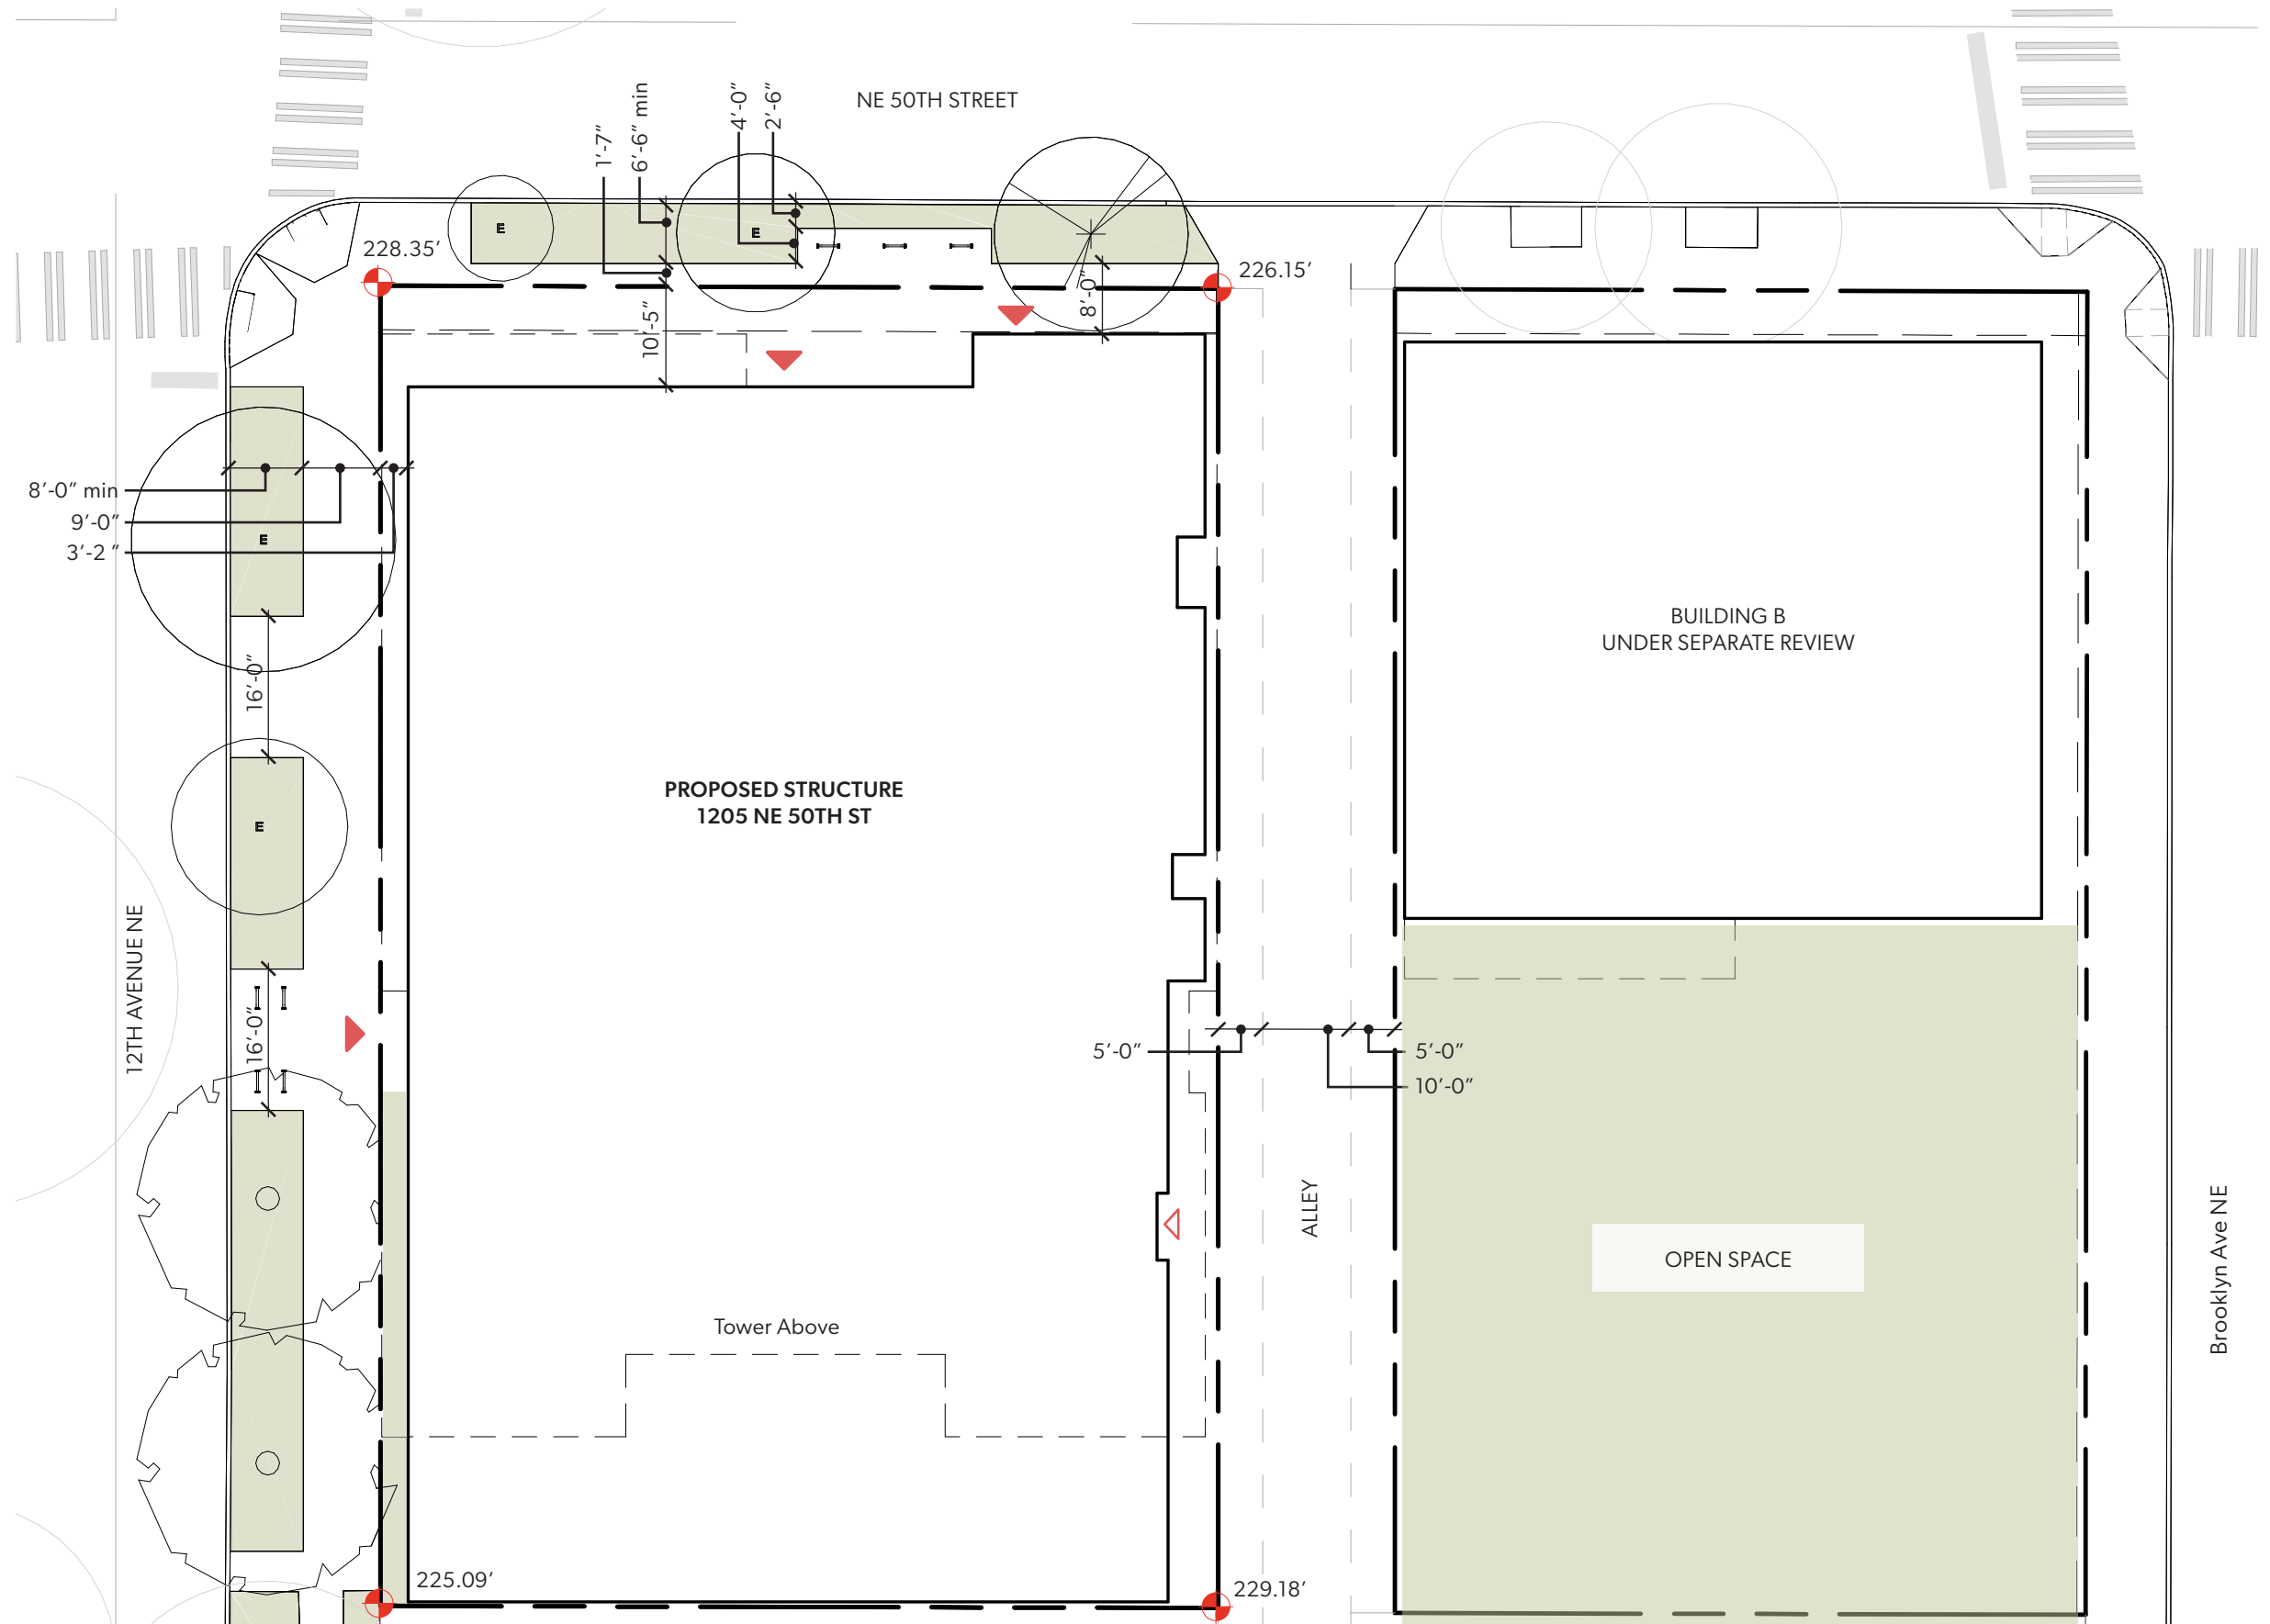 NE 50TH STREET
1’-7”
6’-6” min
4’-0”
2’-6”
228.35’
E
E
226.15’
10’-5”
8’-0”
8’-0” min
9’-0”
3’-2 ”
E
16’-0”
BUILDING B
UNDER SEPARATE REVIEW
PROPOSED STRUCTURE
1205 NE 50TH ST
E
12TH AVENUE NE
16’-0”
5’-0”
5’-0”
10’-0”
ALLEY
OPEN SPACE
Brooklyn Ave NE
Tower Above
225.09’
229.18’